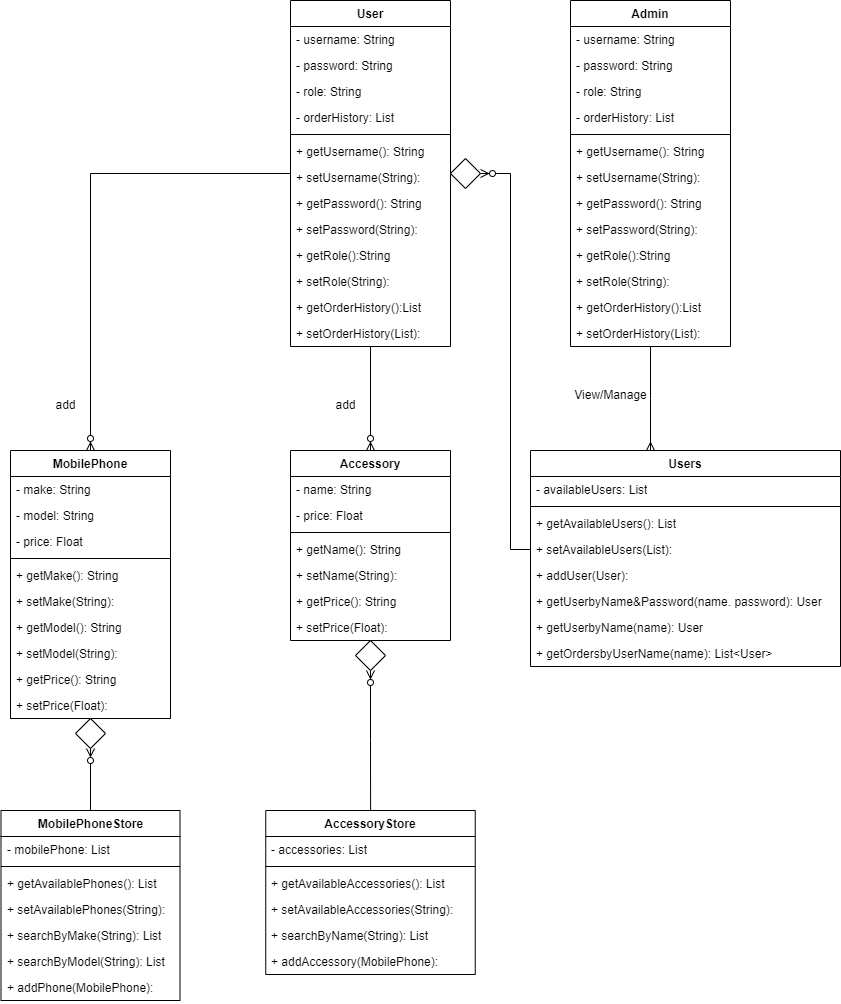 User
- username: String
- password: String
- role: String
- orderHistory: List
+ getUsername(): String
+ setUsername(String):
+ getPassword(): String
+ setPassword(String):
+ getRole():String
+ setRole(String):
+ getOrderHistory():List
+ setOrderHistory(List):
Admin
- username: String
- password: String
- role: String
- orderHistory: List
+ getUsername(): String
+ setUsername(String):
+ getPassword(): String
+ setPassword(String):
+ getRole():String
+ setRole(String):
+ getOrderHistory():List
+ setOrderHistory(List):
add
add
View/Manage
MobilePhone
- make: String
- model: String
- price: Float
+ getMake(): String
+ setMake(String):
+ getModel(): String
+ setModel(String):
+ getPrice(): String
+ setPrice(Float):
Accessory
- name: String
- price: Float
+ getName(): String
+ setName(String):
+ getPrice(): String
+ setPrice(Float):
Users
- availableUsers: List
+ getAvailableUsers(): List
+ setAvailableUsers(List):
+ addUser(User):
+ getUserbyName&Password(name. password): User
+ getUserbyName(name): User
+ getOrdersbyUserName(name): List<User>
MobilePhoneStore
- mobilePhone: List
+ getAvailablePhones(): List
+ setAvailablePhones(String):
+ searchByMake(String): List
+ searchByModel(String): List
+ addPhone(MobilePhone):
AccessoryStore
- accessories: List
+ getAvailableAccessories(): List
+ setAvailableAccessories(String):
+ searchByName(String): List
+ addAccessory(MobilePhone):